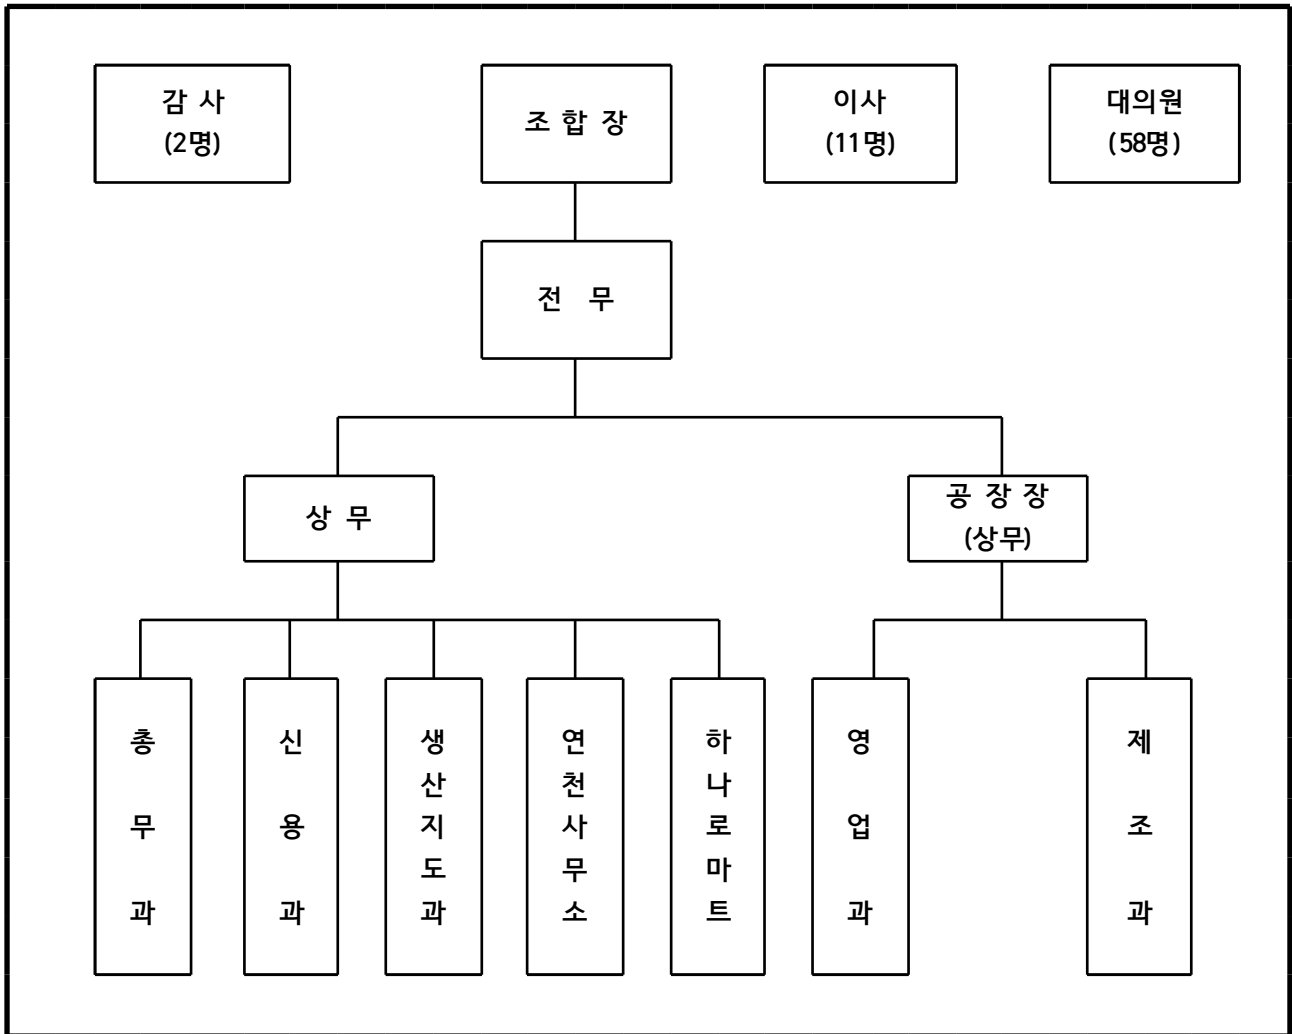 감 사
(2명)
조 합 장
이사
(11명)
대의원
(58명)
전 무
상 무
공 장 장
(상무)
총무과
신용과
생산지도과
연천사무소
하나로마트
영업과
제조과